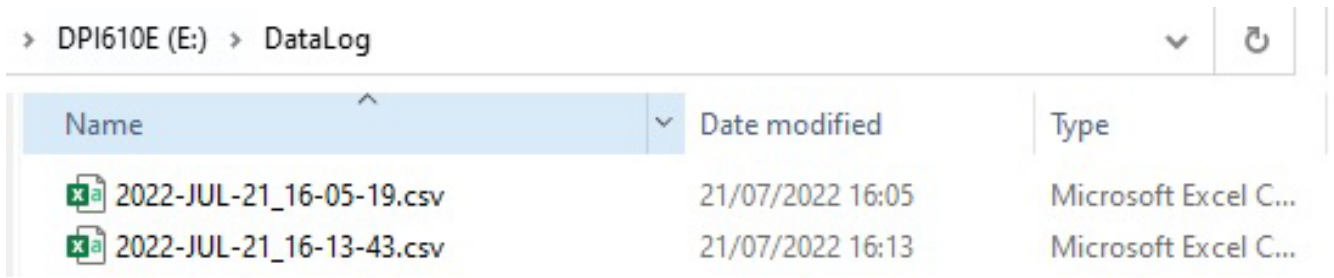 DPI610E (E:) > DataLog
Name Date modified Type
2022-JUL-21_16-05-19.csv 21/07/2022 16:05 Microsoft Excel C...
2022-JUL-21_16-13-43.csv 21/07/2022 16:13 Microsoft Excel C...